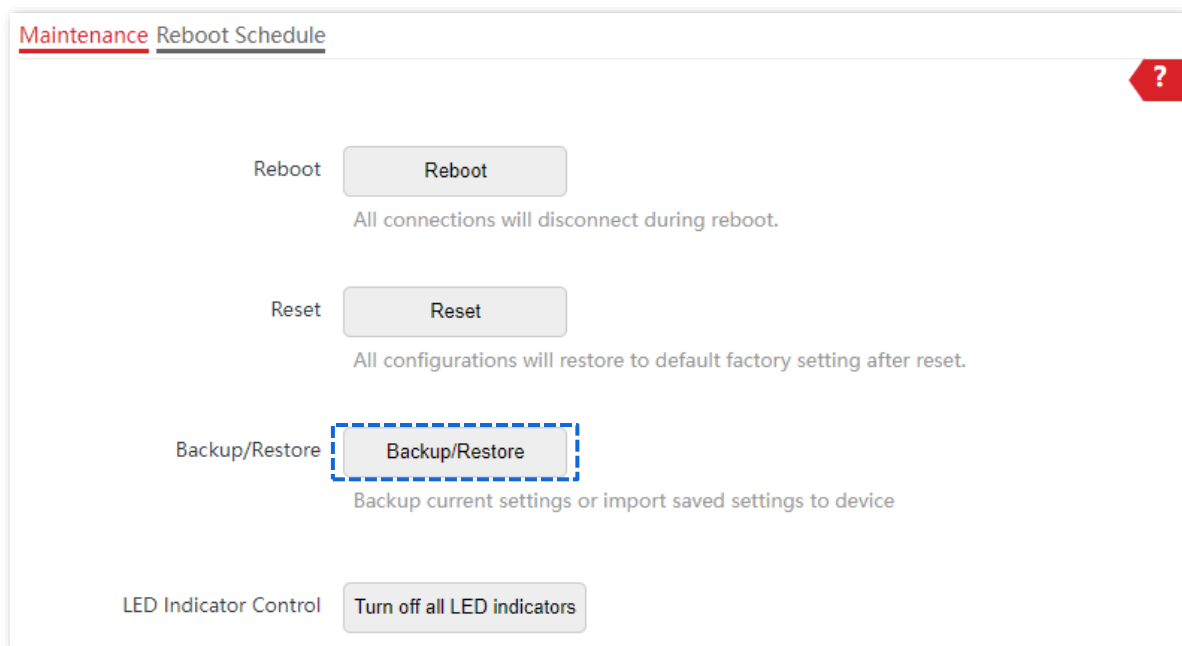 Maintenance Reboot Schedule
?
Reboot Reboot
All connections will disconnect during reboot.
Reset Reset
All configurations will restore to default factory setting after reset.
Backup/Restore Backup/Restore
Backup current settings or import saved settings to device
LED Indicator Control Turn off all LED indicators